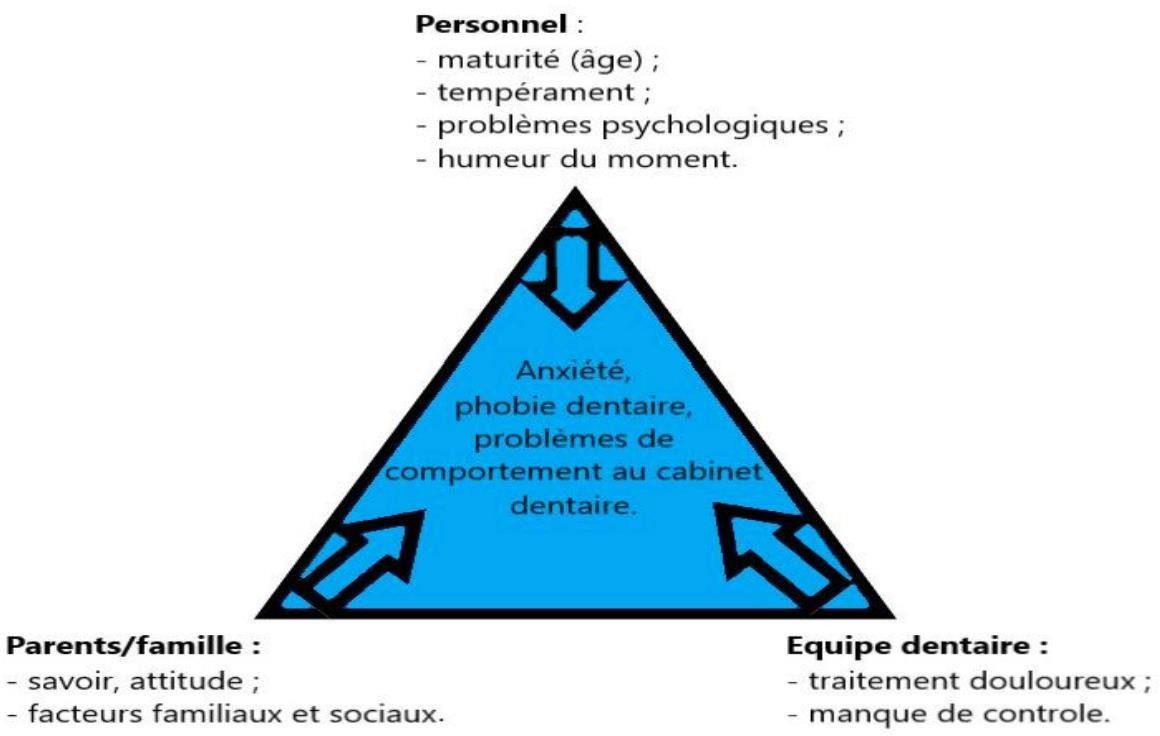 Personnel :
- maturité (âge) ;
- tempérament ;
- problèmes psychologiques ;
- humeur du moment.
Anxiété,
phobie dentaire,
problèmes de
comportement au cabinet
dentaire.
Parents/famille :
- savoir, attitude ;
- facteurs familiaux et sociaux.
Equipe dentaire :
- traitement douloureux ;
- manque de controle.